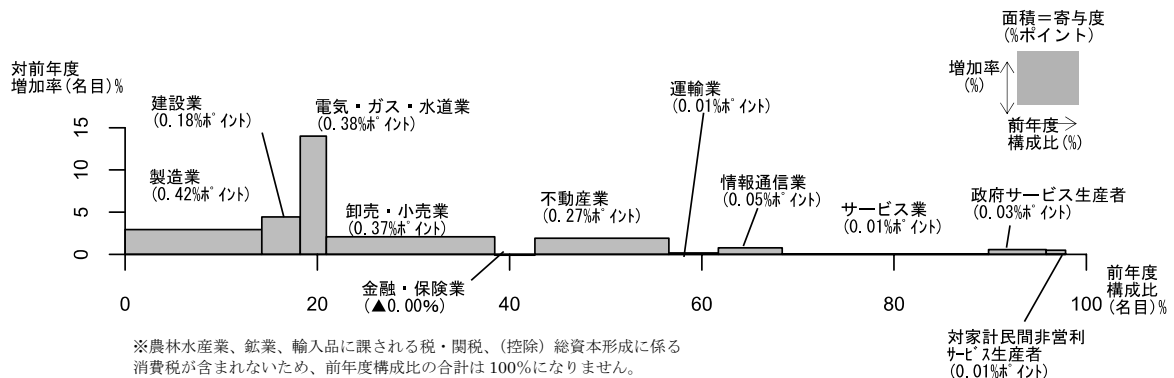 面積＝寄与度
(%ポイント)
増加率
(%)
前年度
構成比(%)
対前年度
増加率(名目)%
15
10
5
0
製造業
(0.42%ﾎﾟｲﾝﾄ)
建設業
(0.18%ﾎﾟｲﾝﾄ)
電気・ガス・水道業
(0.38%ﾎﾟｲﾝﾄ)
卸売・小売業
(0.37%ﾎﾟｲﾝﾄ)
金融・保険業
(▲0.00%)
不動産業
(0.27%ﾎﾟｲﾝﾄ)
運輸業
(0.01%ﾎﾟｲﾝﾄ)
情報通信業
(0.05%ﾎﾟｲﾝﾄ)
サービス業
(0.01%ﾎﾟｲﾝﾄ)
政府サービス生産者
(0.03%ﾎﾟｲﾝﾄ)
対家計民間非営利
ｻｰﾋﾞｽ生産者
(0.01%ﾎﾟｲﾝﾄ)
0
20
40
60
80
100
前年度
構成比
(名目)%
※農林水産業、鉱業、輸入品に課される税・関税、（控除）総資本形成に係る
消費税が含まれないため、前年度構成比の合計は 100％になりません。